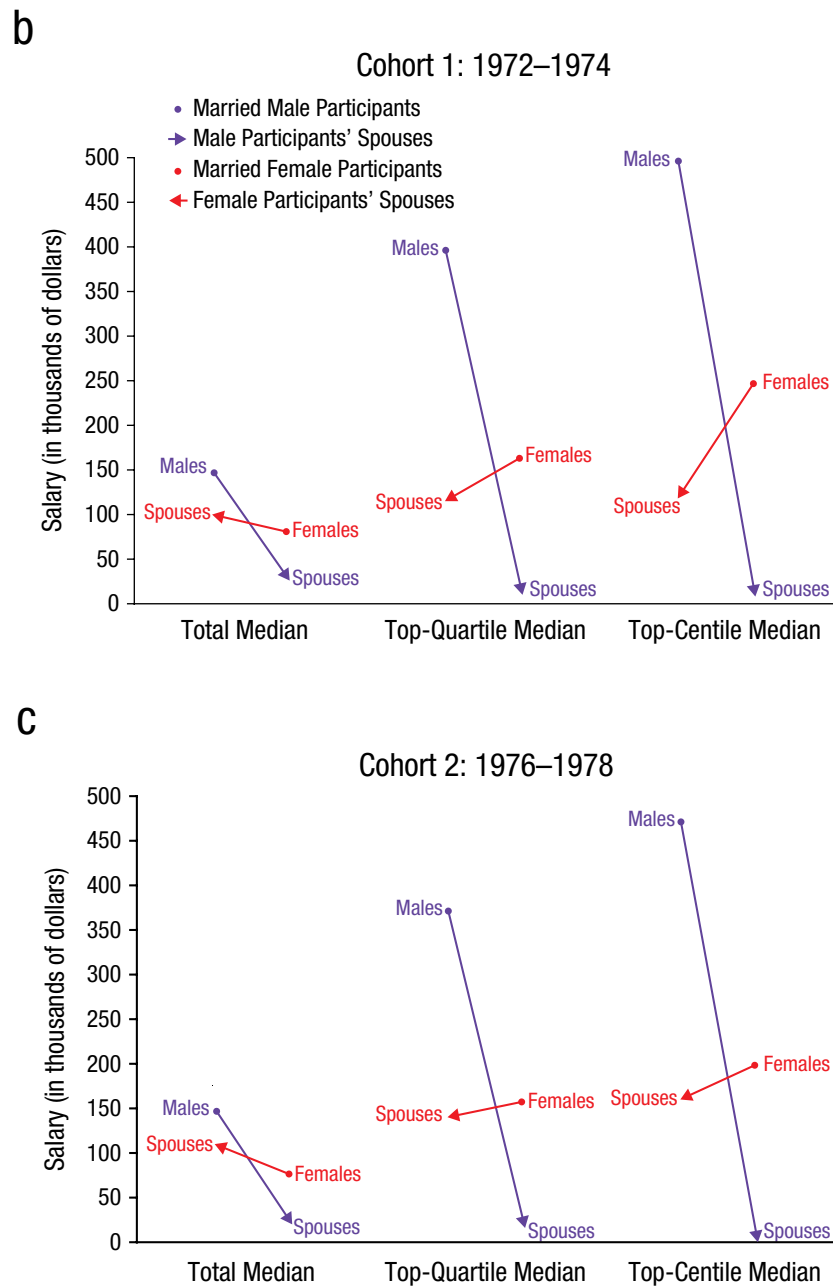 b
Cohort 1: 1972–1974
Married Male Participants
Male Participants' Spouses
Married Female Participants
Female Participants' Spouses
Salary (in thousands of dollars)
500
450
400
350
300
250
200
150
100
50
0
Males
Spouses
Females
Spouses
Males
Females
Spouses
Spouses
Males
Females
Spouses
Spouses
Total Median
Top-Quartile Median
Top-Centile Median
c
Cohort 2: 1976–1978
Salary (in thousands of dollars)
500
450
400
350
300
250
200
150
100
50
0
Males
Spouses
Females
Spouses
Males
Females
Spouses
Spouses
Males
Females
Spouses
Spouses
Total Median
Top-Quartile Median
Top-Centile Median